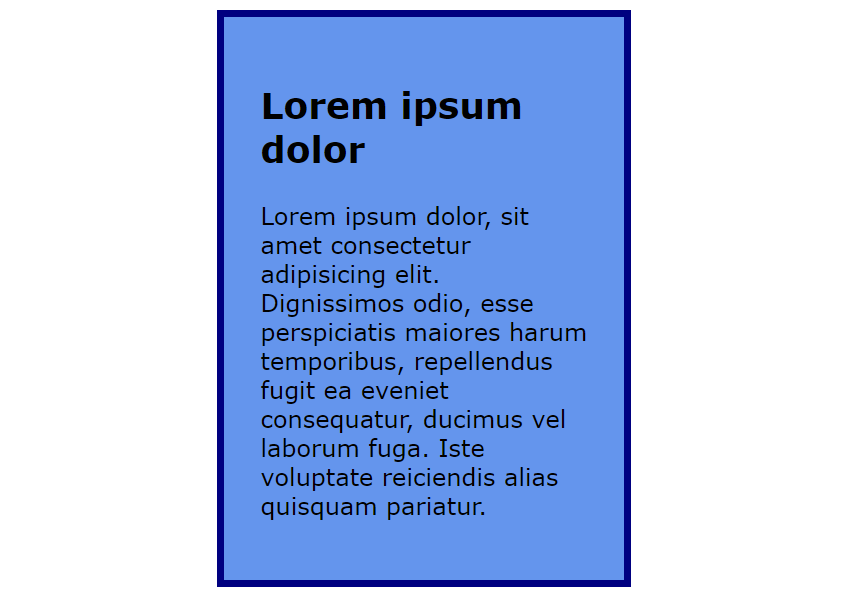 Lorem ipsum
dolor
Lorem ipsum dolor, sit
amet consectetur
adipisicing elit.
Dignissimos odio, esse
perspiciatis maiores harum
temporibus, repellendus
fugit ea eveniet
consequatur, ducimus vel
laborum fuga. Iste
voluptate reiciendis alias
quisquam pariatur.